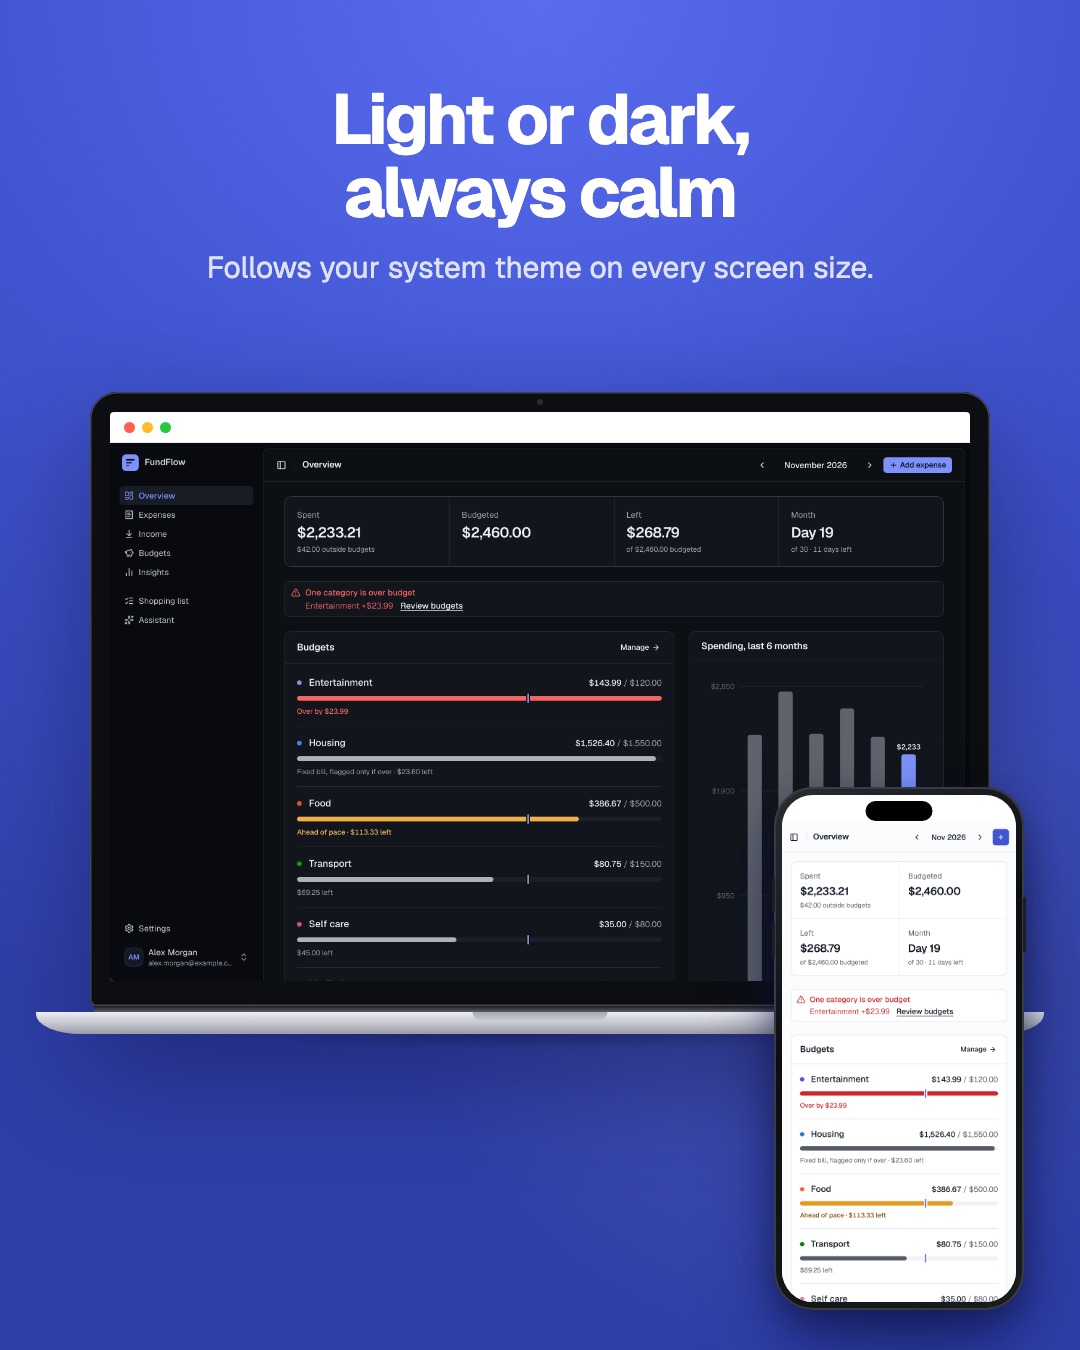 Light or dark,
always calm
Follows your system theme on every screen size.
FundFlow
Overview
Expenses
Income
Budgets
Insights
Shopping list
Assistant
Settings
AM
Alex Morgan
alex.morgan@example.c...
Overview
November 2026
+ Add expense
Spent
$2,233.21
$42.00 outside budgets
Budgeted
$2,460.00
Left
$268.79
of $2,460.00 budgeted
Month
Day 19
of 30 · 11 days left
One category is over budget
Entertainment +$23.99 Review budgets
Budgets
Manage →
Entertainment
$143.99 / $120.00
Over by $23.99
Housing
$1,526.40 / $1,550.00
Fixed bill, flagged only if over · $23.60 left
Food
$386.67 / $500.00
Ahead of pace · $113.33 left
Transport
$80.75 / $150.00
$69.25 left
Self care
$35.00 / $80.00
$45.00 left
Spending, last 6 months
$2,850
$2,233
$1,900
$950
Overview
Nov 2026
+
Spent
$2,233.21
$42.00 outside budgets
Budgeted
$2,460.00
Left
$268.79
of $2,460.00 budgeted
Month
Day 19
of 30 · 11 days left
One category is over budget
Entertainment +$23.99 Review budgets
Budgets
Manage →
Entertainment
$143.99 / $120.00
Over by $23.99
Housing
$1,526.40 / $1,550.00
Fixed bill, flagged only if over · $23.60 left
Food
$386.67 / $500.00
Ahead of pace · $113.33 left
Transport
$80.75 / $150.00
$69.25 left
Self care
$35.00 / $80.00